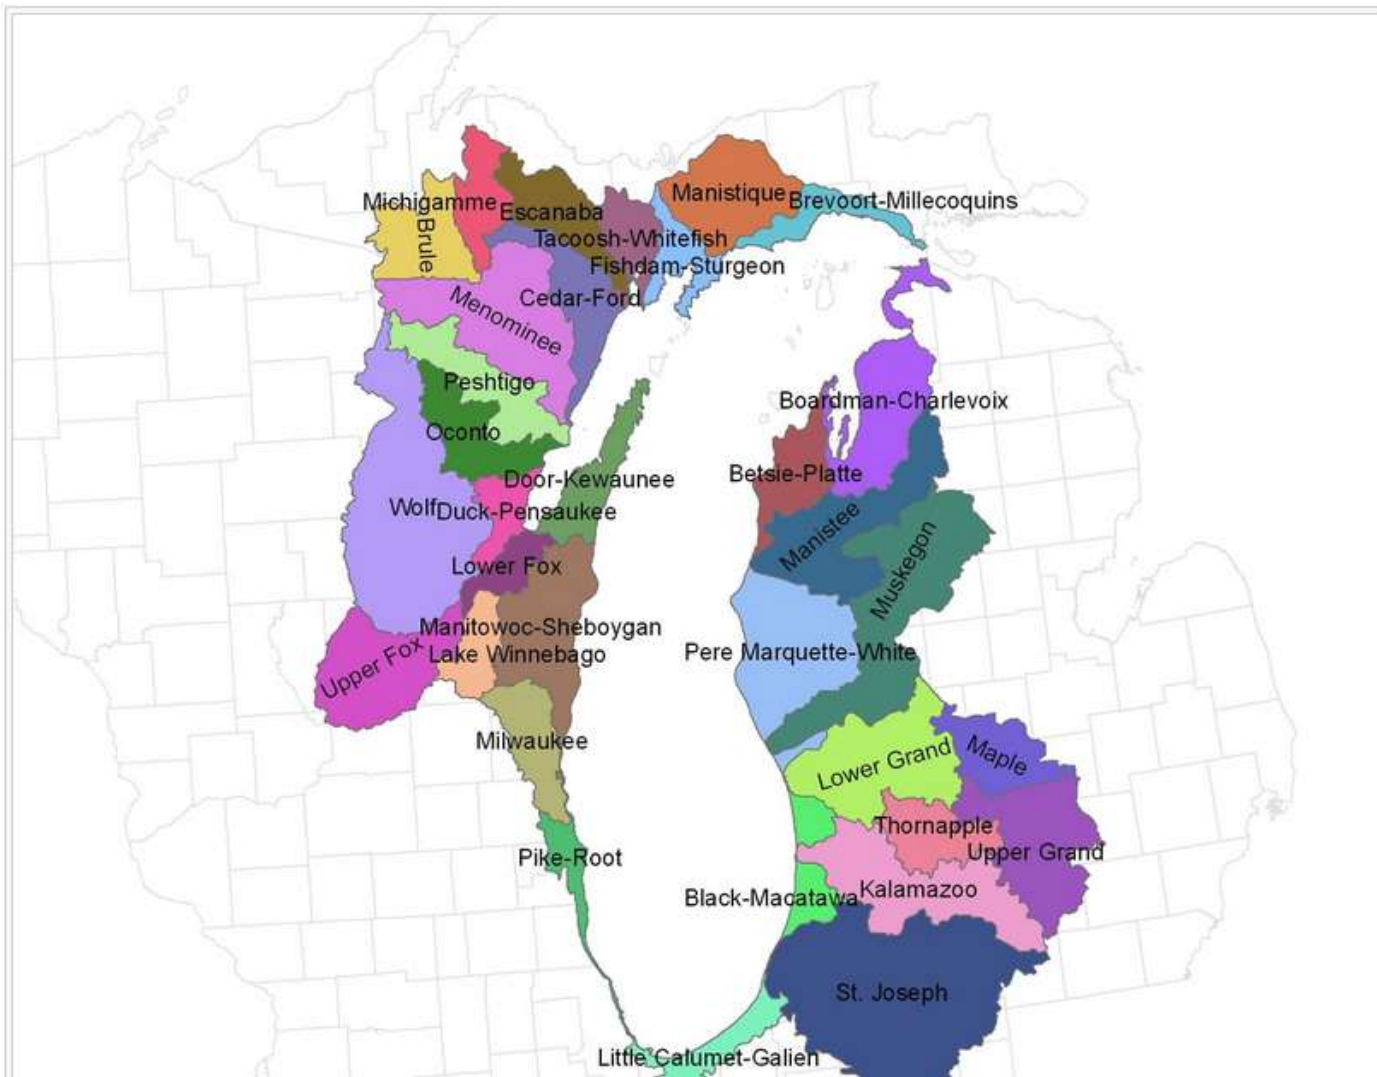 Michigamme
Brule
Escanaba
Manistique
Brevoort-Millecoquins
Tacoosh-Whitefish
Fishdam-Sturgeon
Cedar-Ford
Menominee
Peshtigo
Boardman-Charlevoix
Oconto
Betsie-Platte
Door-Kewaunee
Wolf
Duck-Pensaukee
Manistee
Muskegon
Lower Fox
Manitowoc-Sheboygan
Lake Winnebago
Upper Fox
Pere Marquette-White
Milwaukee
Lower Grand
Maple
Thornapple
Upper Grand
Pike-Root
Black-Macatawa
Kalamazoo
St. Joseph
Little Calumet-Galien